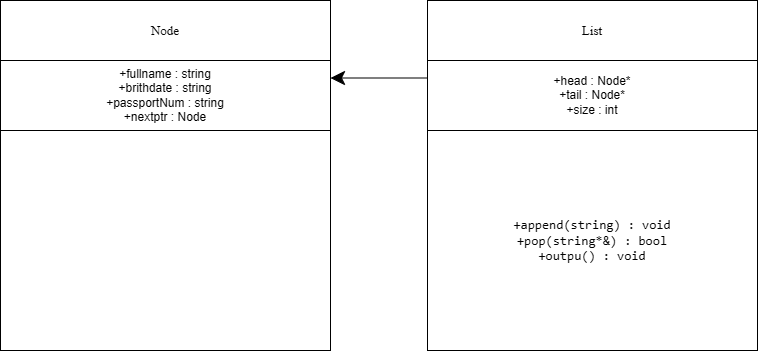 Node
+fullname : string
+brithdate : string
+passportNum : string
+nextptr : Node
List
+head : Node*
+tail : Node*
+size : int
+append(string) : void
+pop(string*&) : bool
+outpu() : void